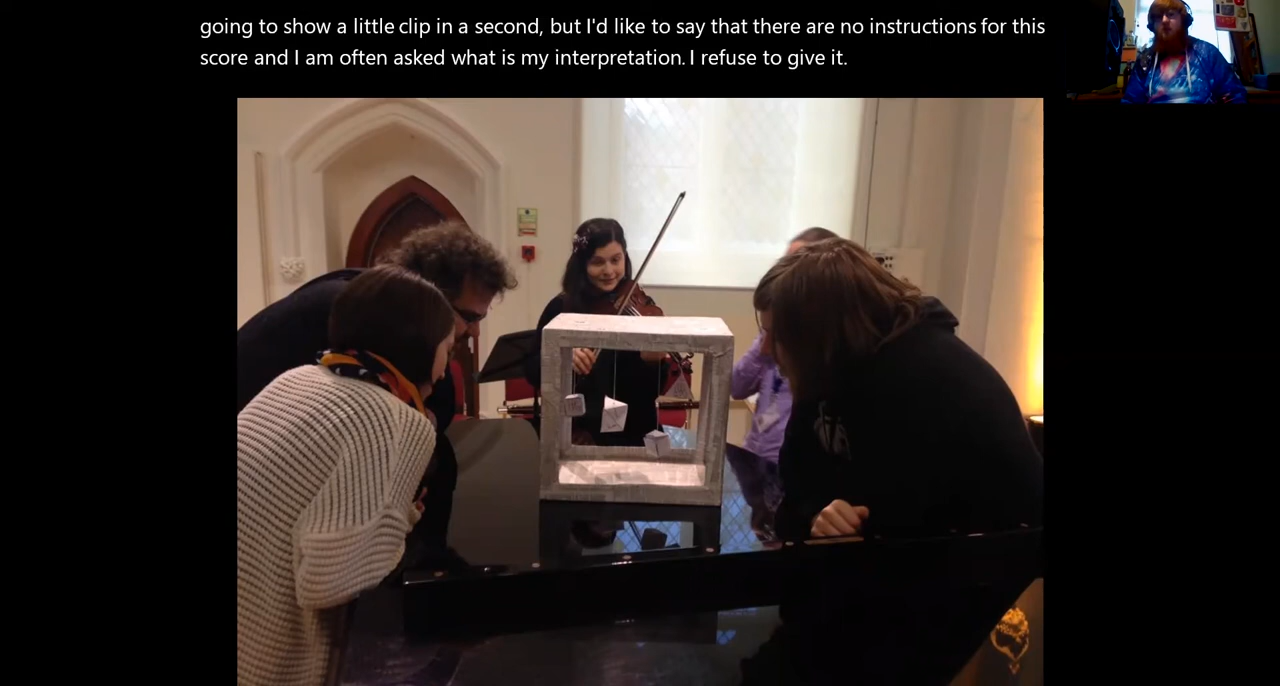 going to show a little clip in a second, but I'd like to say that there are no instructions for this
score and I am often asked what is my interpretation. I refuse to give it.